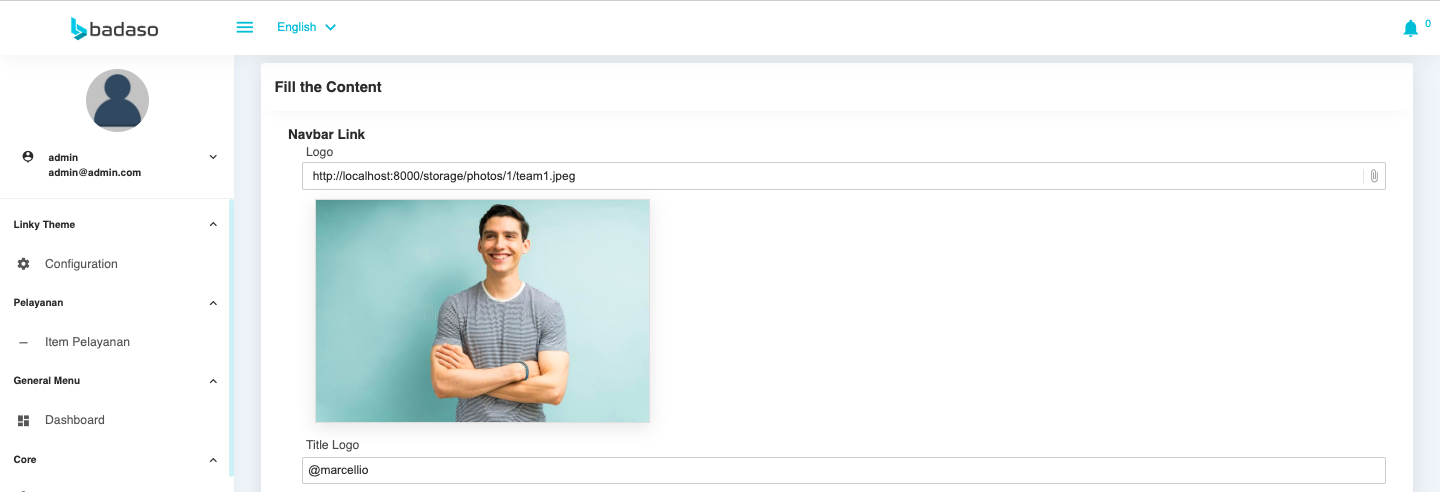 badaso
English
0
admin
admin@admin.com
Linky Theme
Configuration
Pelayanan
Item Pelayanan
General Menu
Dashboard
Core
Fill the Content
Navbar Link
Logo
http://localhost:8000/storage/photos/1/team1.jpeg
Title Logo
@marcellio